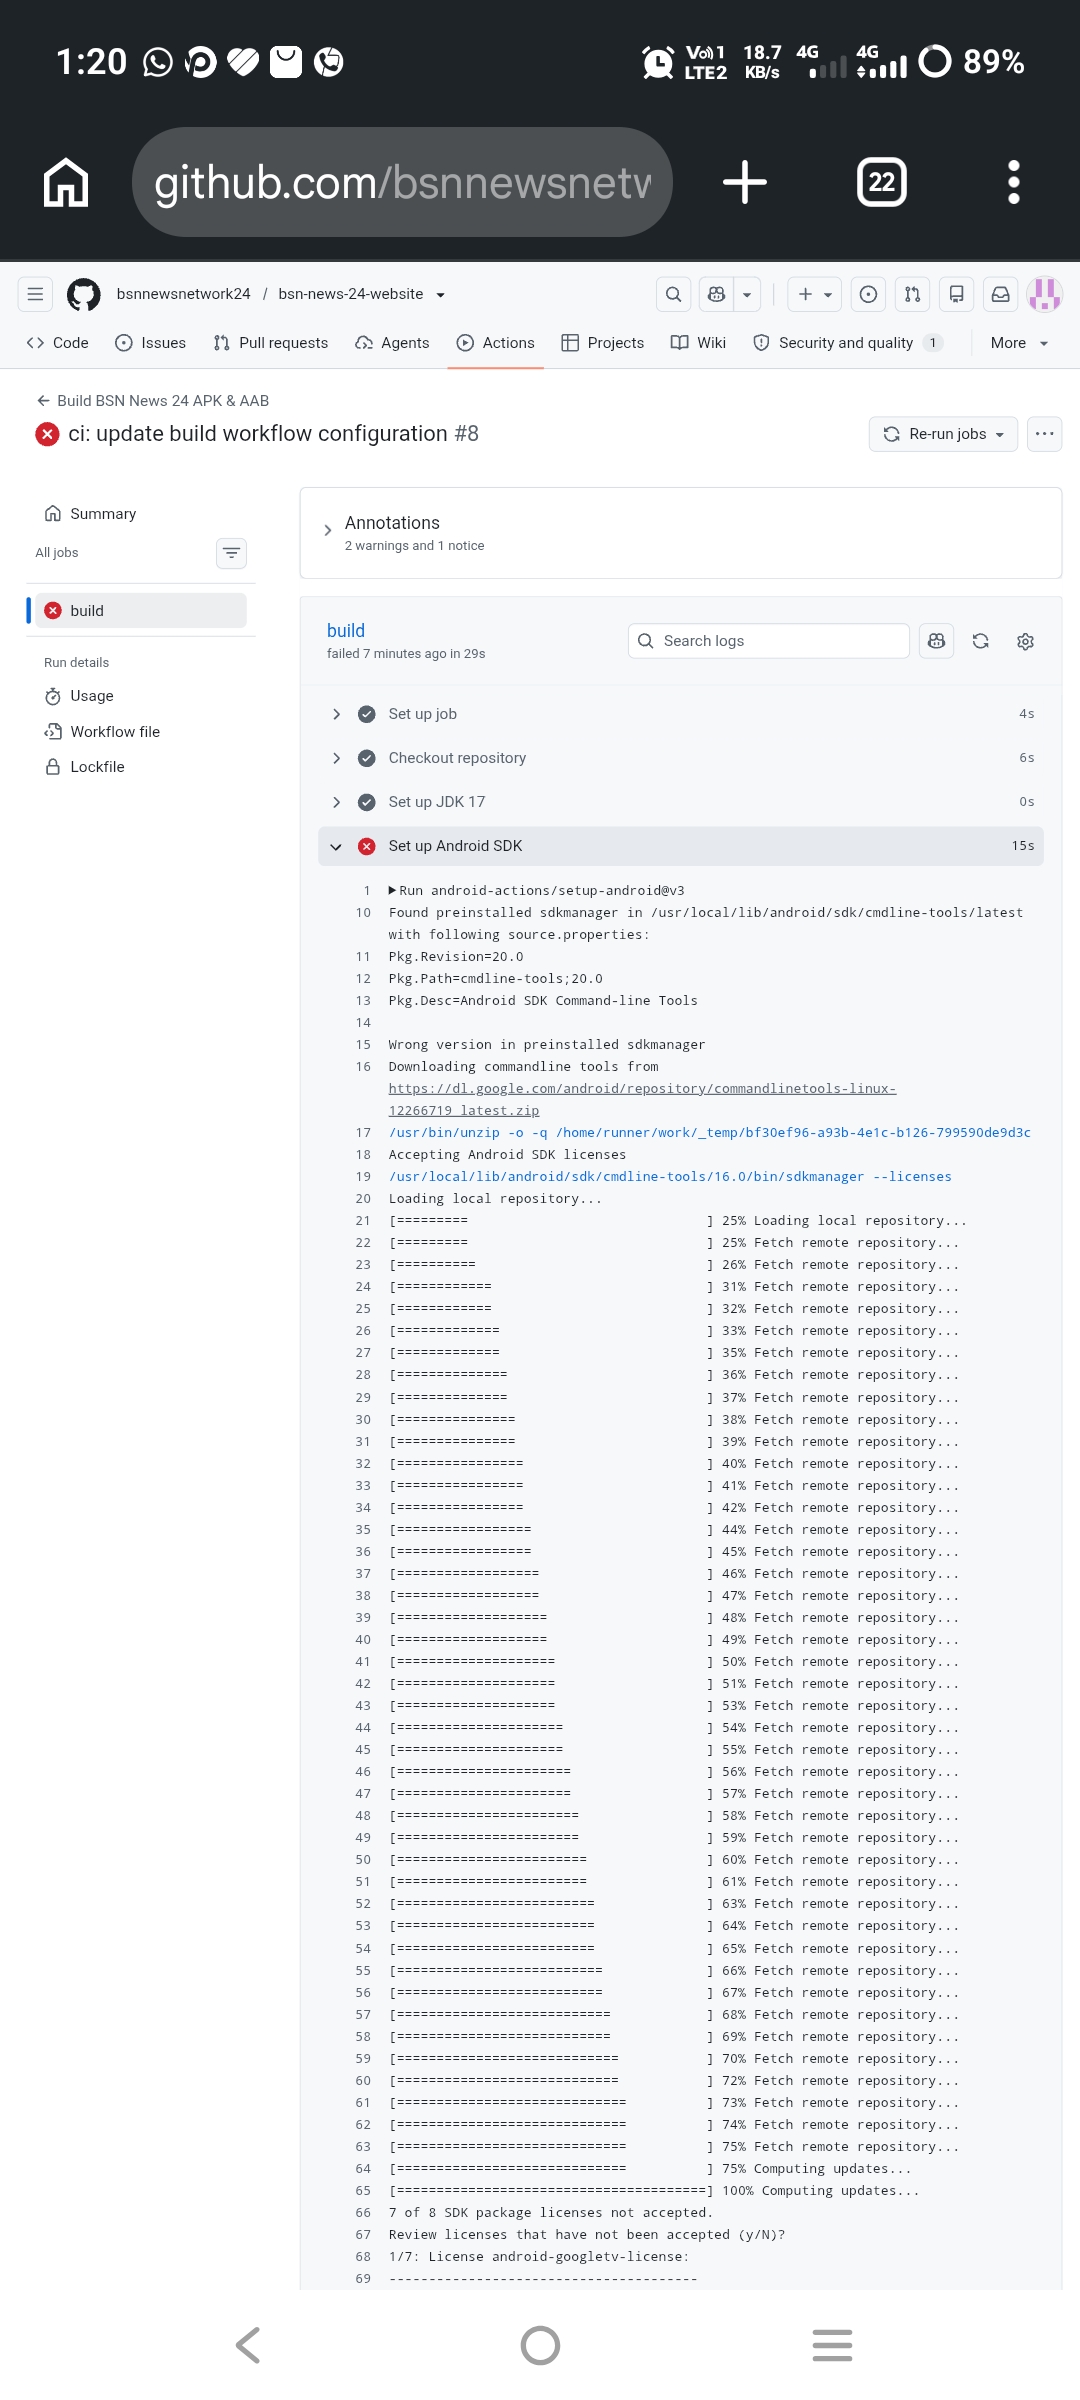 1:20
Vo)) 1
LTE2
18.7
KB/s
4G
4G
89%
github.com/bsnnewsnetw
22
bsnnewsnetwork24 / bsn-news-24-website
Code
Issues
Pull requests
Agents
Actions
Projects
Wiki
Security and quality 1
More
Build BSN News 24 APK & AAB
ci: update build workflow configuration #8
Re-run jobs
Summary
All jobs
build
Run details
Usage
Workflow file
Lockfile
Annotations
2 warnings and 1 notice
build
failed 7 minutes ago in 29s
Search logs
Set up job 4s
Checkout repository 6s
Set up JDK 17 0s
Set up Android SDK 15s
1 Run android-actions/setup-android@v3
10 Found preinstalled sdkmanager in /usr/local/lib/android/sdk/cmdline-tools/latest
with following source.properties:
11 Pkg.Revision=20.0
12 Pkg.Path=cmdline-tools;20.0
13 Pkg.Desc=Android SDK Command-line Tools
14
15 Wrong version in preinstalled sdkmanager
16 Downloading commandline tools from
https://dl.google.com/android/repository/commandlinetools-linux-
12266719_latest.zip
17 /usr/bin/unzip -o -q /home/runner/work/_temp/bf30ef96-a93b-4e1c-b126-799590de9d3c
18 Accepting Android SDK licenses
19 /usr/local/lib/android/sdk/cmdline-tools/16.0/bin/sdkmanager --licenses
20 Loading local repository...
21 [=========                              ] 25% Loading local repository...
22 [=========                              ] 25% Fetch remote repository...
23 [==========                             ] 26% Fetch remote repository...
24 [============                           ] 31% Fetch remote repository...
25 [============                           ] 32% Fetch remote repository...
26 [=============                          ] 33% Fetch remote repository...
27 [=============                          ] 35% Fetch remote repository...
28 [==============                         ] 36% Fetch remote repository...
29 [==============                         ] 37% Fetch remote repository...
30 [===============                        ] 38% Fetch remote repository...
31 [===============                        ] 39% Fetch remote repository...
32 [================                       ] 40% Fetch remote repository...
33 [================                       ] 41% Fetch remote repository...
34 [================                       ] 42% Fetch remote repository...
35 [=================                      ] 44% Fetch remote repository...
36 [=================                      ] 45% Fetch remote repository...
37 [==================                     ] 46% Fetch remote repository...
38 [==================                     ] 47% Fetch remote repository...
39 [===================                    ] 48% Fetch remote repository...
40 [===================                    ] 49% Fetch remote repository...
41 [====================                   ] 50% Fetch remote repository...
42 [====================                   ] 51% Fetch remote repository...
43 [====================                   ] 53% Fetch remote repository...
44 [=====================                  ] 54% Fetch remote repository...
45 [=====================                  ] 55% Fetch remote repository...
46 [======================                 ] 56% Fetch remote repository...
47 [======================                 ] 57% Fetch remote repository...
48 [=======================                ] 58% Fetch remote repository...
49 [=======================                ] 59% Fetch remote repository...
50 [========================               ] 60% Fetch remote repository...
51 [========================               ] 61% Fetch remote repository...
52 [=========================              ] 63% Fetch remote repository...
53 [=========================              ] 64% Fetch remote repository...
54 [=========================              ] 65% Fetch remote repository...
55 [==========================             ] 66% Fetch remote repository...
56 [==========================             ] 67% Fetch remote repository...
57 [===========================            ] 68% Fetch remote repository...
58 [===========================            ] 69% Fetch remote repository...
59 [============================           ] 70% Fetch remote repository...
60 [============================           ] 72% Fetch remote repository...
61 [=============================          ] 73% Fetch remote repository...
62 [=============================          ] 74% Fetch remote repository...
63 [=============================          ] 75% Fetch remote repository...
64 [=============================          ] 75% Computing updates...
65 [=======================================] 100% Computing updates...
66 7 of 8 SDK package licenses not accepted.
67 Review licenses that have not been accepted (y/N)?
68 1/7: License android-googletv-license:
69 ---------------------------------------